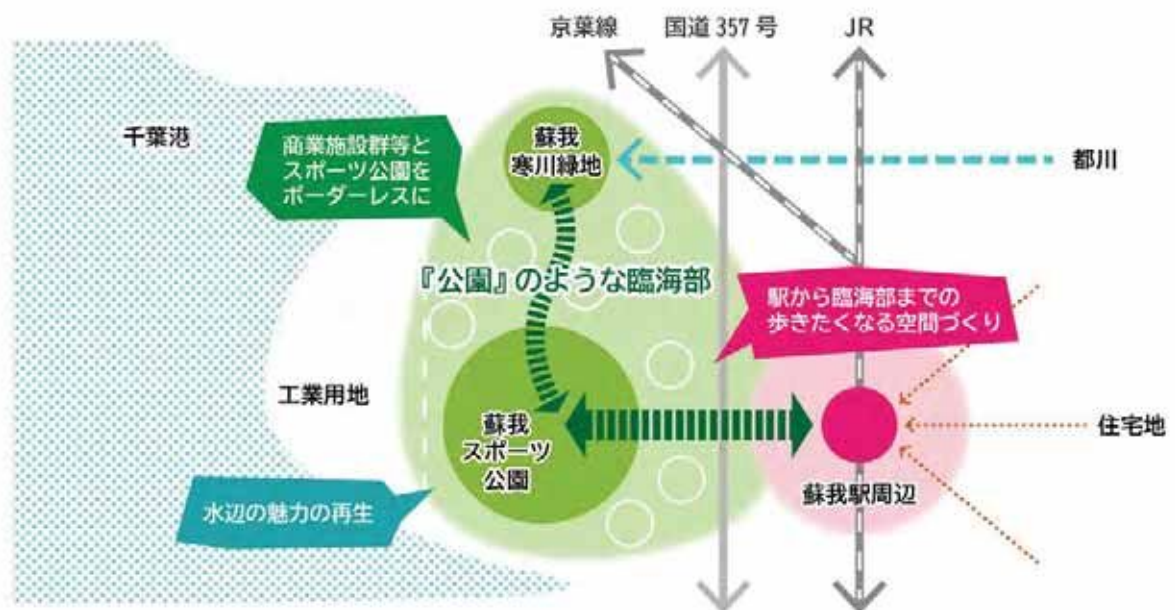 京葉線
国道357号
JR
千葉港
商業施設群等と
スポーツ公園を
ボーダーレスに
蘇我
寒川緑地
都川
『公園』のような臨海部
駅から臨海部までの
歩きたくなる空間づくり
工業用地
蘇我
スポーツ
公園
住宅地
蘇我駅周辺
水辺の魅力の再生